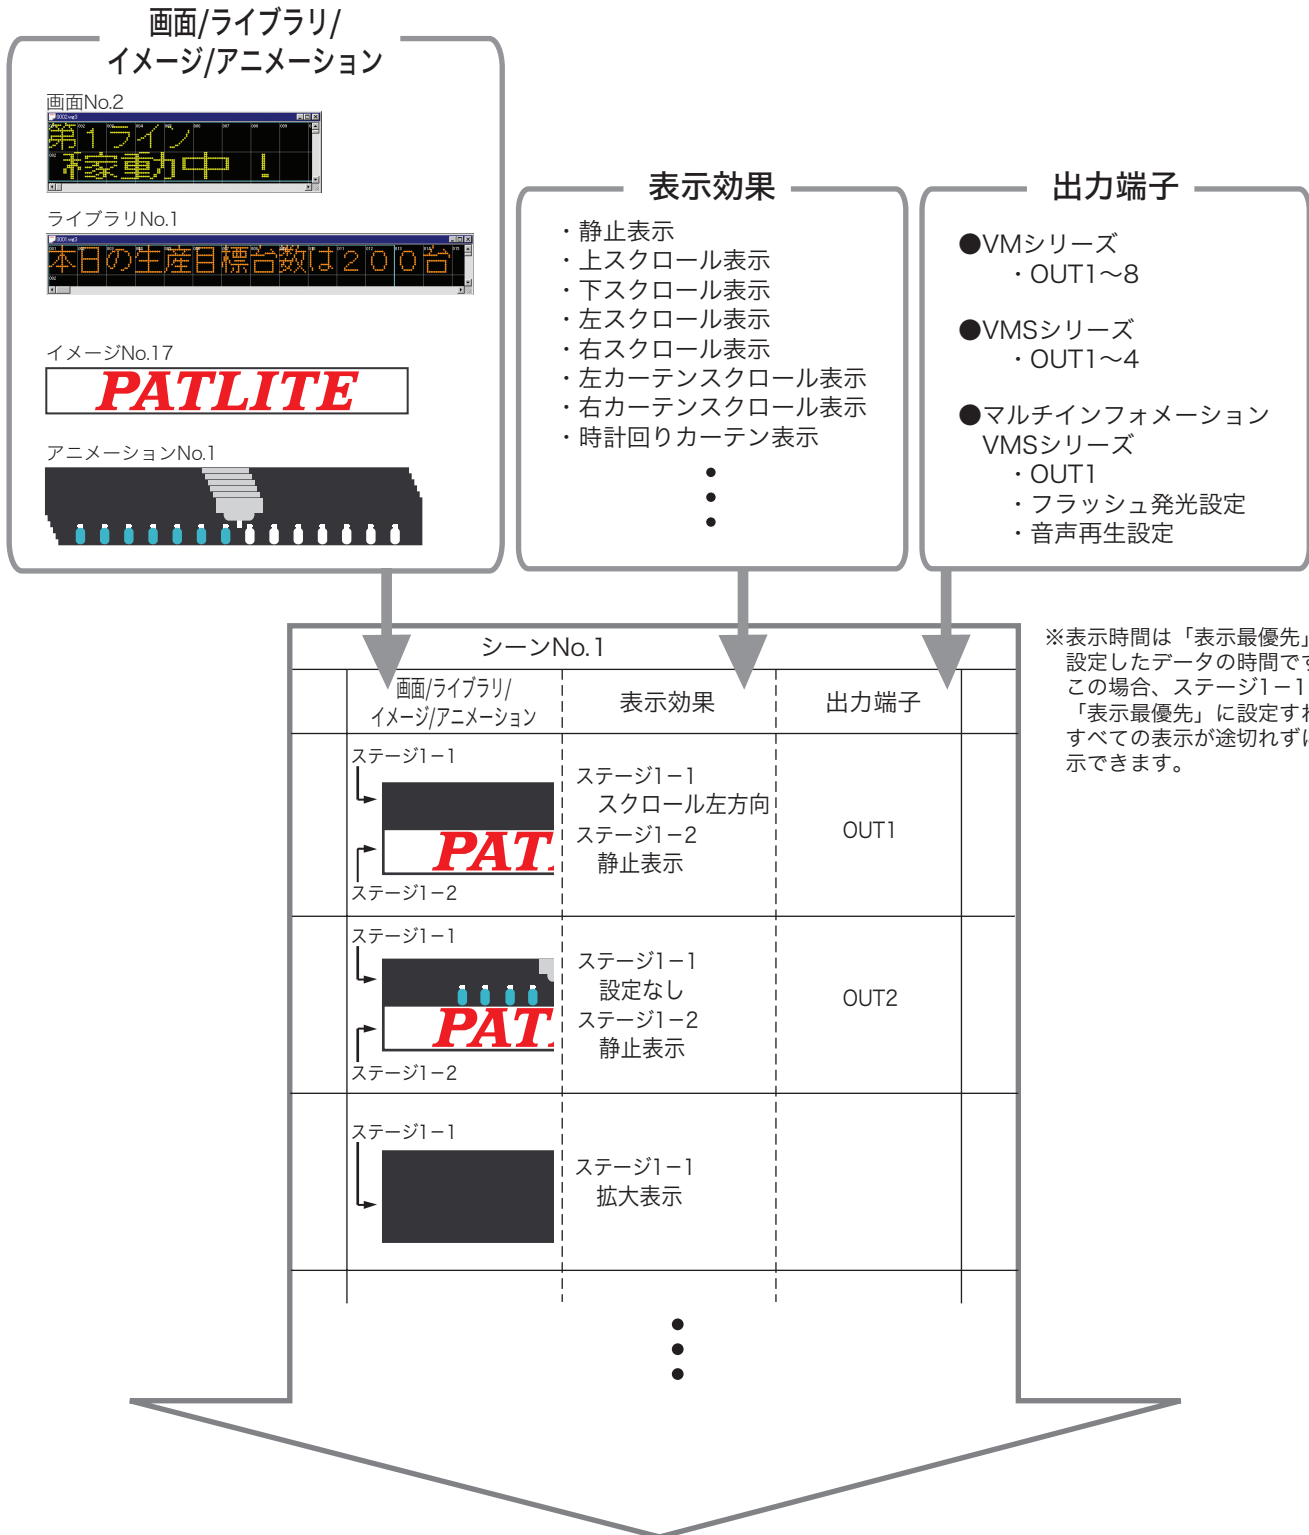 画面/ライブラリ/
イメージ/アニメーション
画面No.2
第1ライン
稼動中！
ライブラリNo.1
本日の生産目標台数は200台
イメージNo.17
PATLITE
アニメーションNo.1
表示効果
・静止表示
・上スクロール表示
・下スクロール表示
・左スクロール表示
・右スクロール表示
・左カーテンスクロール表示
・右カーテンスクロール表示
・時計回りカーテン表示
出力端子
●VMシリーズ
・OUT1～8
●VMSシリーズ
・OUT1～4
●マルチインフォメーション
VMSシリーズ
・OUT1
・フラッシュ発光設定
・音声再生設定
※表示時間は「表示最優先」
設定したデータの時間です
この場合、ステージ1－1
「表示最優先」に設定すれ
すべての表示が途切れずに
示できます。
シーンNo.1
画面/ライブラリ/
イメージ/アニメーション
表示効果
出力端子
ステージ1－1
PAT
ステージ1－2
ステージ1－1
スクロール左方向
ステージ1－2
静止表示
OUT1
ステージ1－1
PAT
ステージ1－2
ステージ1－1
設定なし
ステージ1－2
静止表示
OUT2
ステージ1－1
ステージ1－1
拡大表示